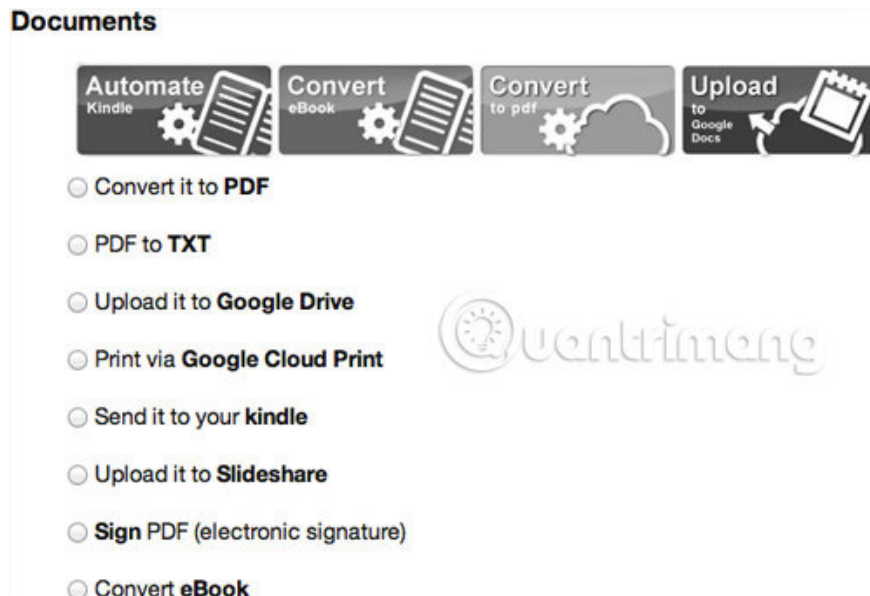 Documents
Automate
Kindle
Convert
eBook
Convert
to pdf
Upload
to
Google
Docs
Convert it to PDF
PDF to TXT
Upload it to Google Drive
Print via Google Cloud Print
Quantrimang
Send it to your kindle
Upload it to Slideshare
Sign PDF (electronic signature)
Convert eBook